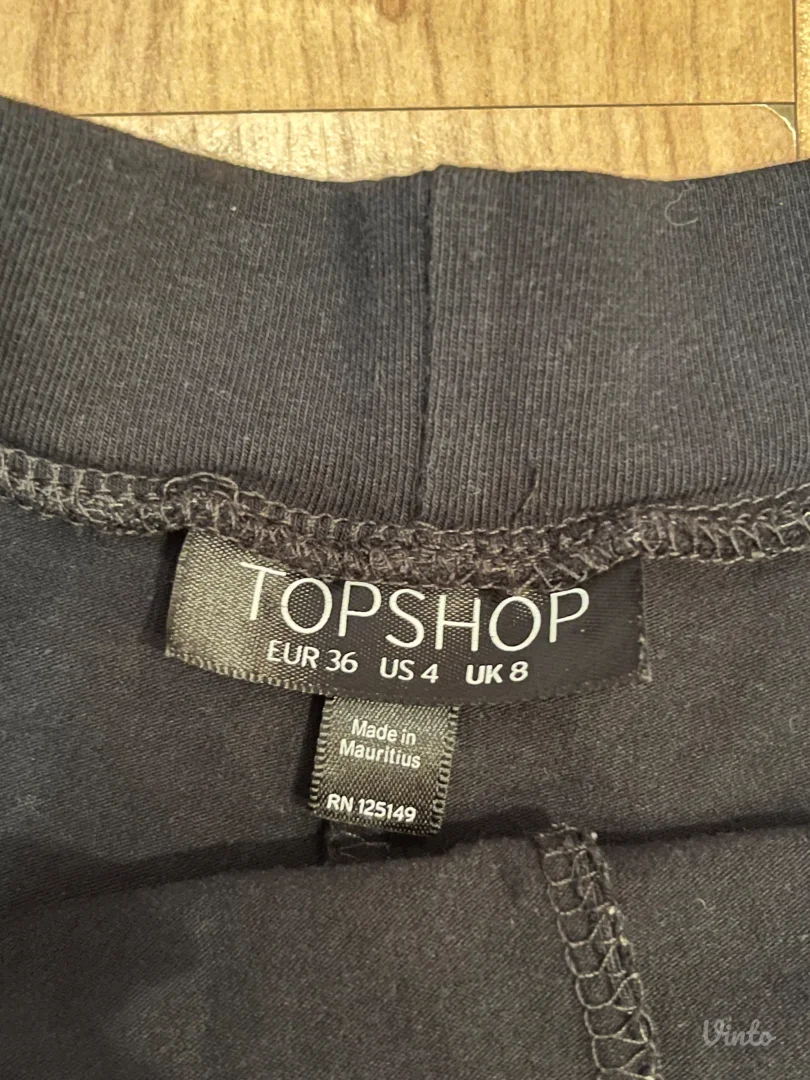 TOPSHOP
EUR 36 US 4 UK 8
Made in
Mauritius
RN 125149
Vinto